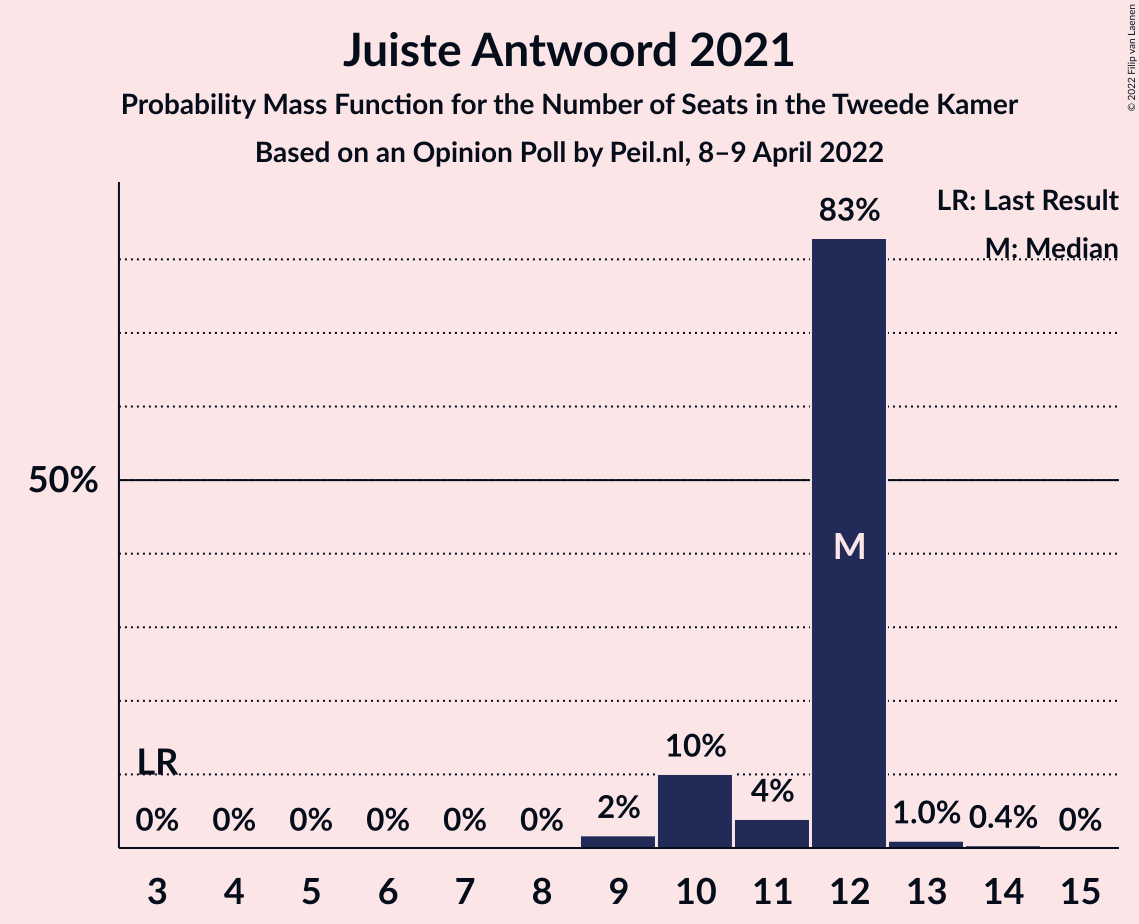 Juiste Antwoord 2021
Probability Mass Function for the Number of Seats in the Tweede Kamer
Based on an Opinion Poll by Peil.nl, 8–9 April 2022
© 2022 Filip van Laenen
LR: Last Result
M: Median
50%
83%
M
LR
0% 0% 0% 0% 0% 0% 2% 10% 4% 1.0% 0.4% 0%
3 4 5 6 7 8 9 10 11 12 13 14 15